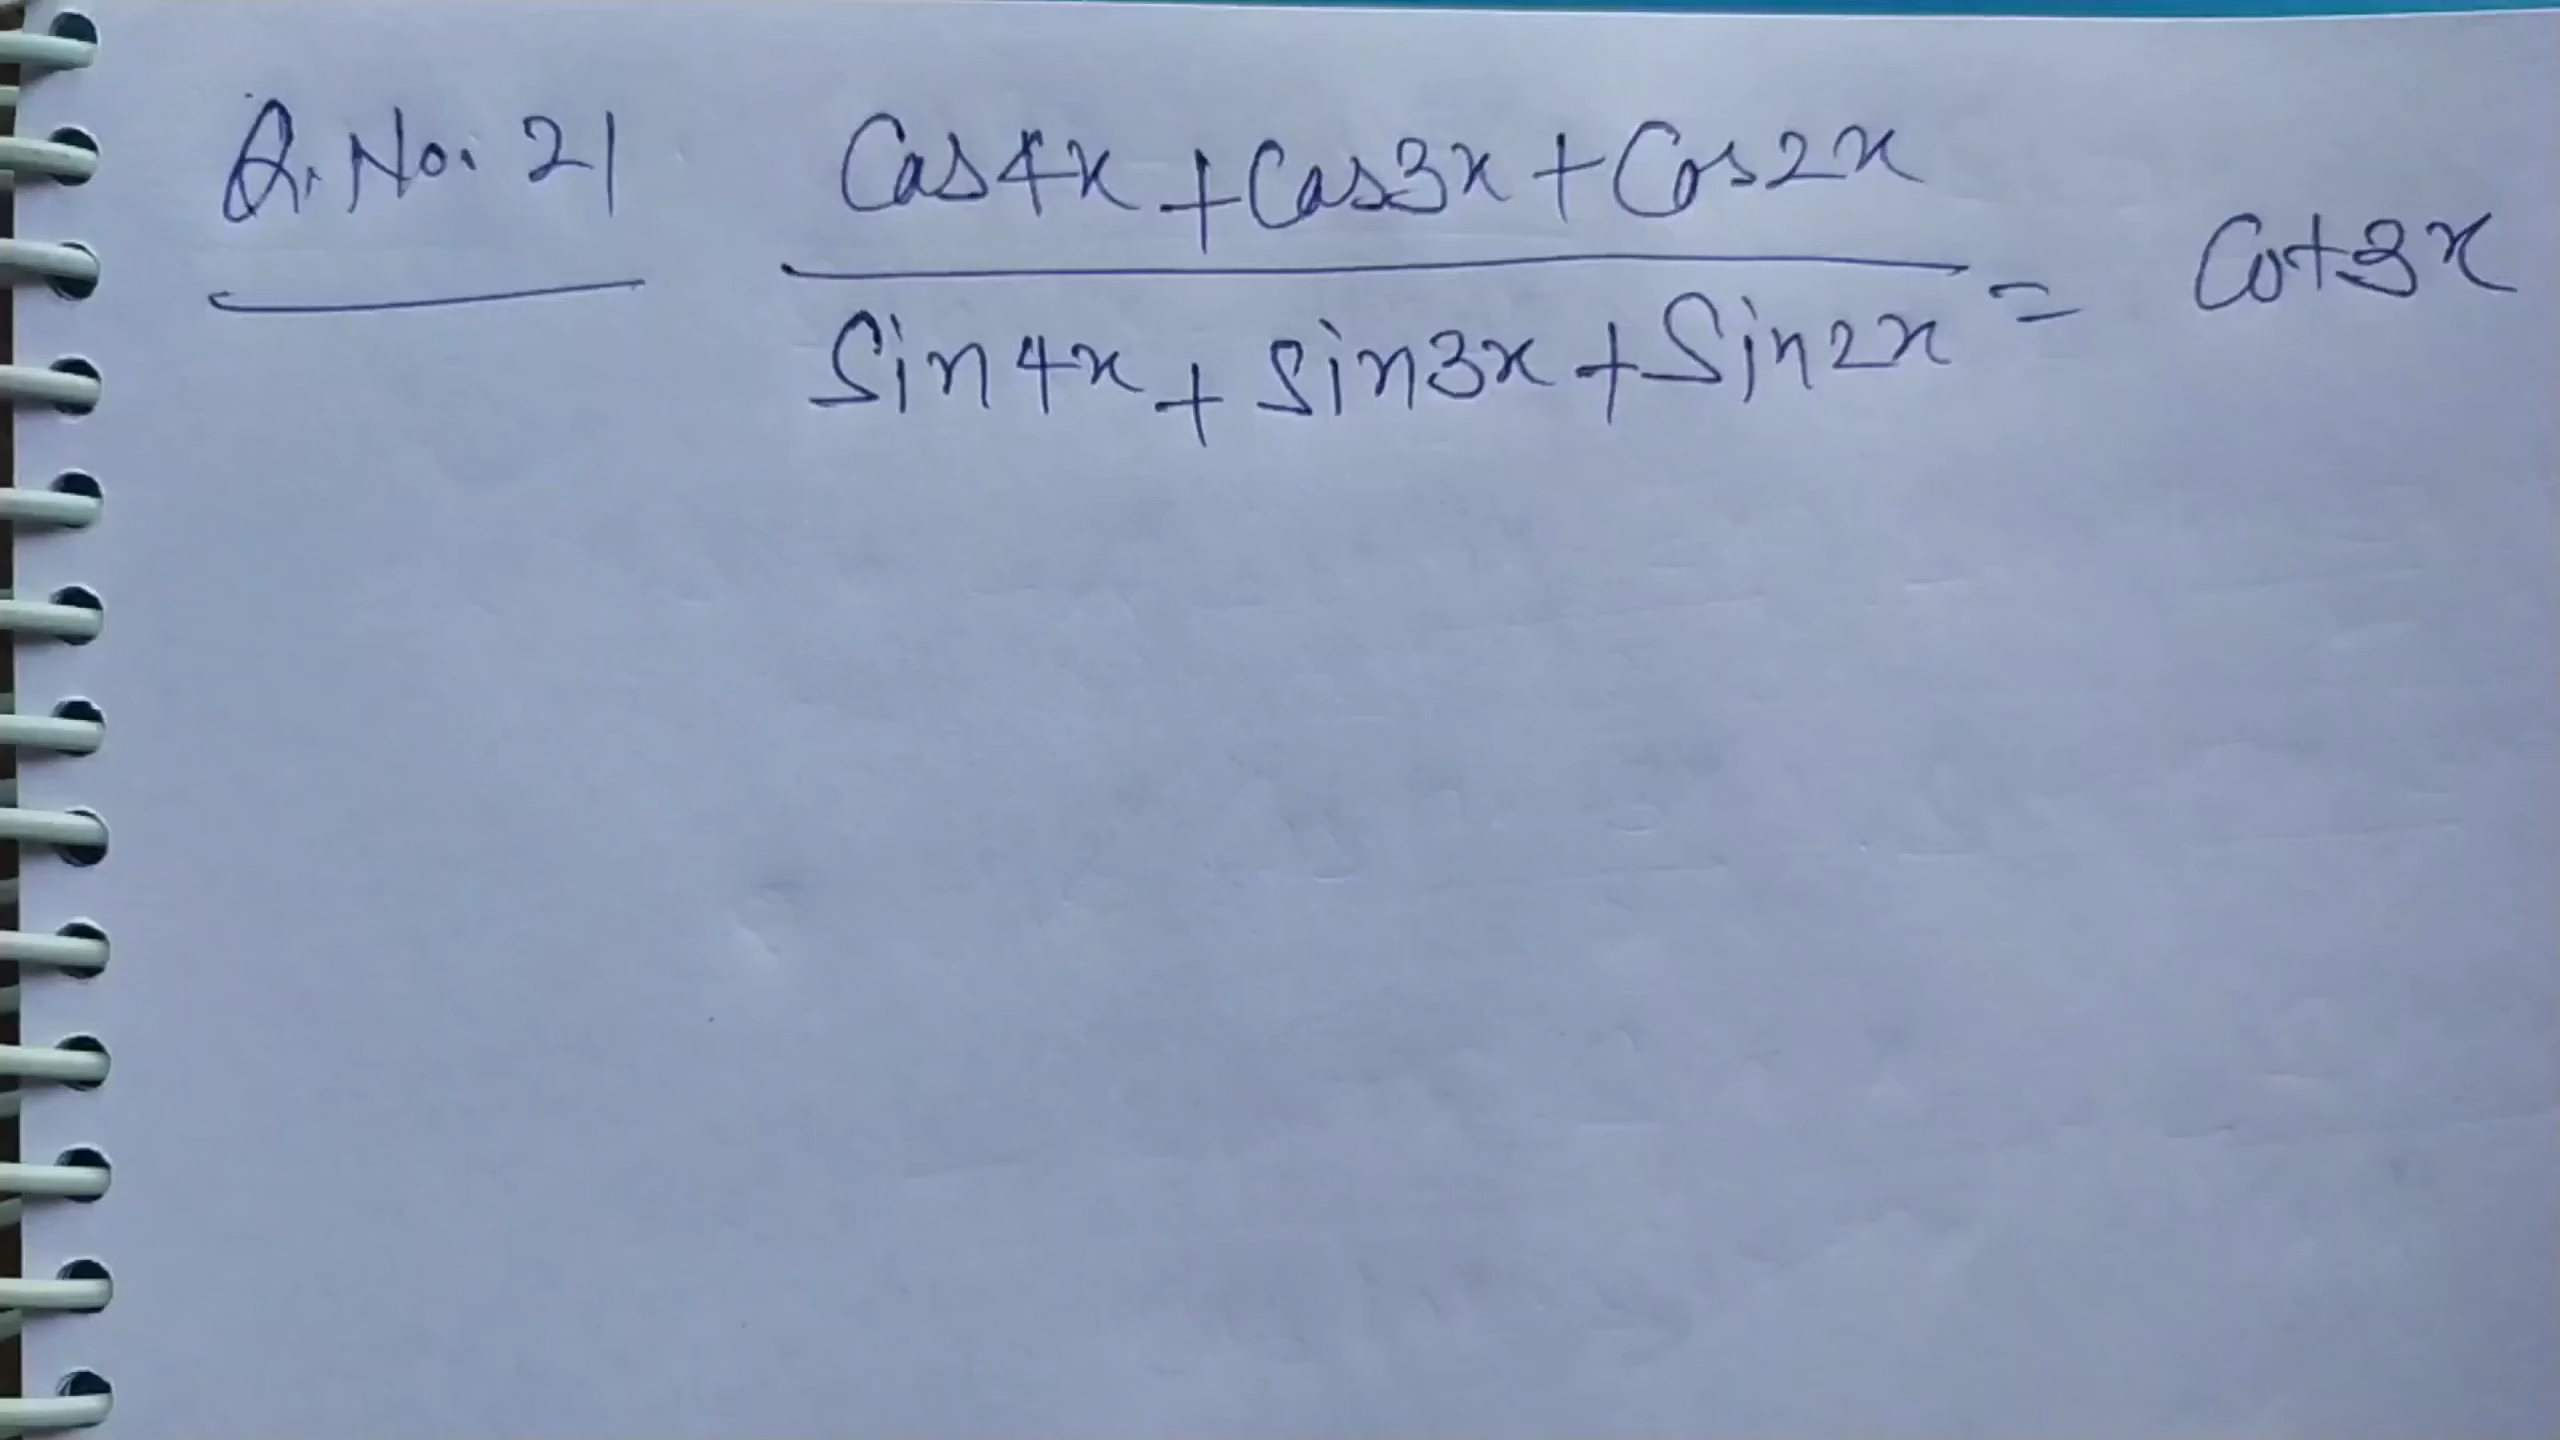 Q. No. 21
Cos4x + Cos3x + Cos2x
= Cot3x
Sin4x + Sin3x + Sin2x